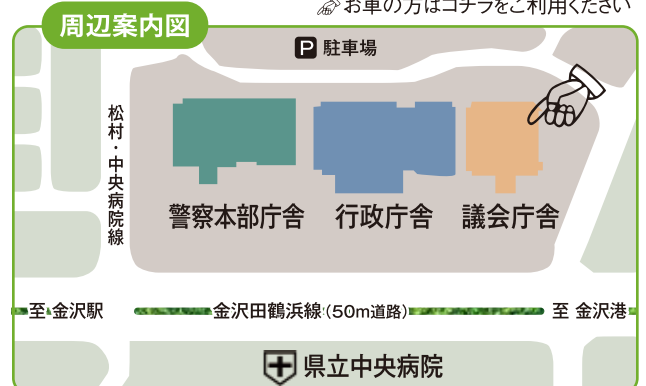 お車の方はコチラをご利用ください
周辺案内図
P 駐車場
松村・中央病院線
警察本部庁舎
行政庁舎
議会庁舎
至 金沢駅
金沢田鶴浜線(50m道路)
至 金沢港
県立中央病院